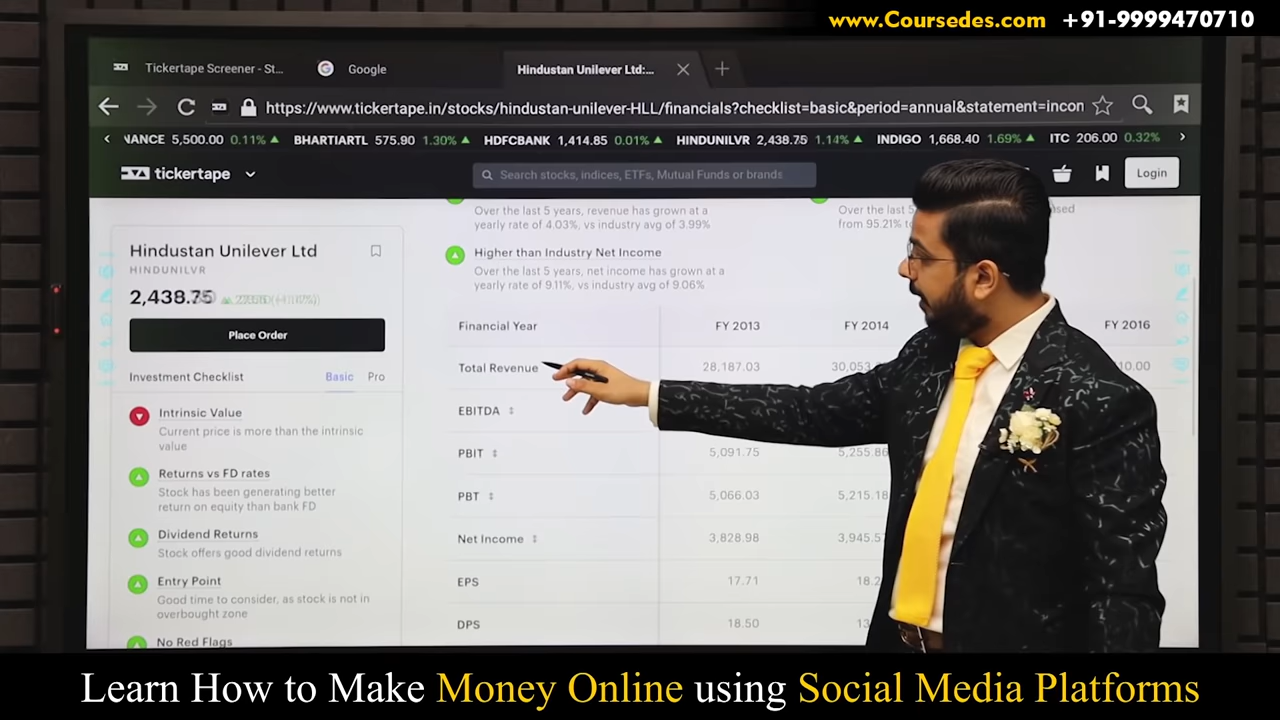 www.Coursedes.com +91-9999470710
Tickertape Screener - St...
Google
Hindustan Unilever Ltd:...
https://www.tickertape.in/stocks/hindustan-unilever-HLL/financials?checklist=basic&period=annual&statement=incon
NANCE 5,500.00 0.11% BHARTIARTL 575.90 1.30% HDFCBANK 1,414.85 0.01% HINDUNILVR 2,438.75 1.14% INDIGO 1,668.40 1.69% ITC 206.00 0.32%
tickertape
Search stocks, indices, ETFs, Mutual Funds or brands
Login
Hindustan Unilever Ltd
HINDUNILVR
2,438.75
Place Order
Investment Checklist Basic Pro
Intrinsic Value
Current price is more than the intrinsic
value
Returns vs FD rates
Stock has been generating better
return on equity than bank FD
Dividend Returns
Stock offers good dividend returns
Entry Point
Good time to consider, as stock is not in
overbought zone
No Red Flags
Over the last 5 years, revenue has grown at a
yearly rate of 4.03%, vs industry avg of 3.99%
Over the last 5
from 95.21% t
Higher than Industry Net Income
Over the last 5 years, net income has grown at a
yearly rate of 9.11%, vs industry avg of 9.06%
Financial Year FY 2013 FY 2014 FY 2016
Total Revenue 28,187.03 30,053
EBITDA
PBIT 5,091.75 5,255.86
PBT 5,066.03 5,215.18
Net Income 3,828.98 3,945.5
EPS 17.71 18.2
DPS 18.50 13
Learn How to Make Money Online using Social Media Platforms